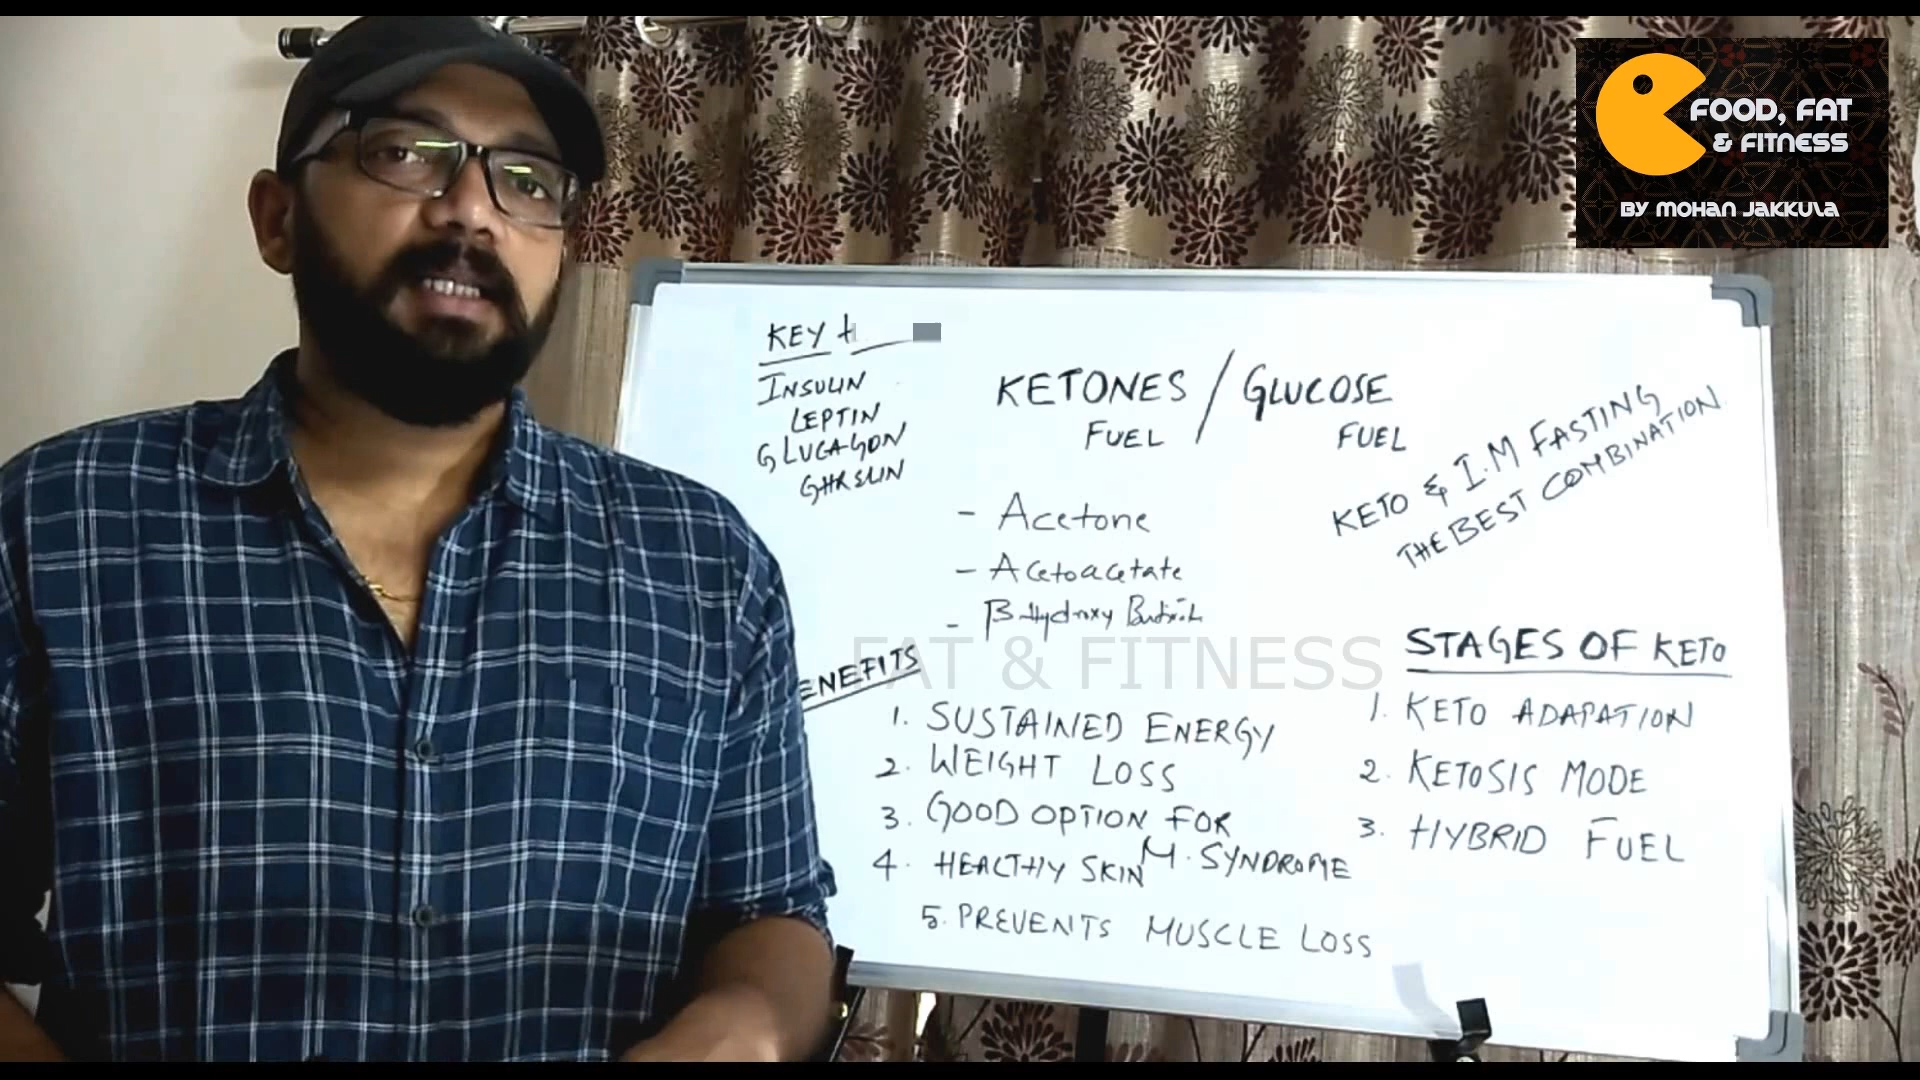 FOOD, FAT
& FITNESS
BY MOHAN JAKKULA
KEY
INSULIN
LEPTIN
GLUCAGON
GHRELIN
KETONES / GLUCOSE
FUEL FUEL
KETO & I.M FASTING
THE BEST COMBINATION
- Acetone
- Acetoacetate
- B-Hydroxy
FAT & FITNESS
ENEFITS
1. SUSTAINED ENERGY
2. WEIGHT LOSS
3. GOOD OPTION FOR
M. SYNDROME
4. HEALTHY SKIN
5. PREVENTS MUSCLE LOSS
STAGES OF KETO
1. KETO ADAPATION
2. KETOSIS MODE
3. HYBRID FUEL